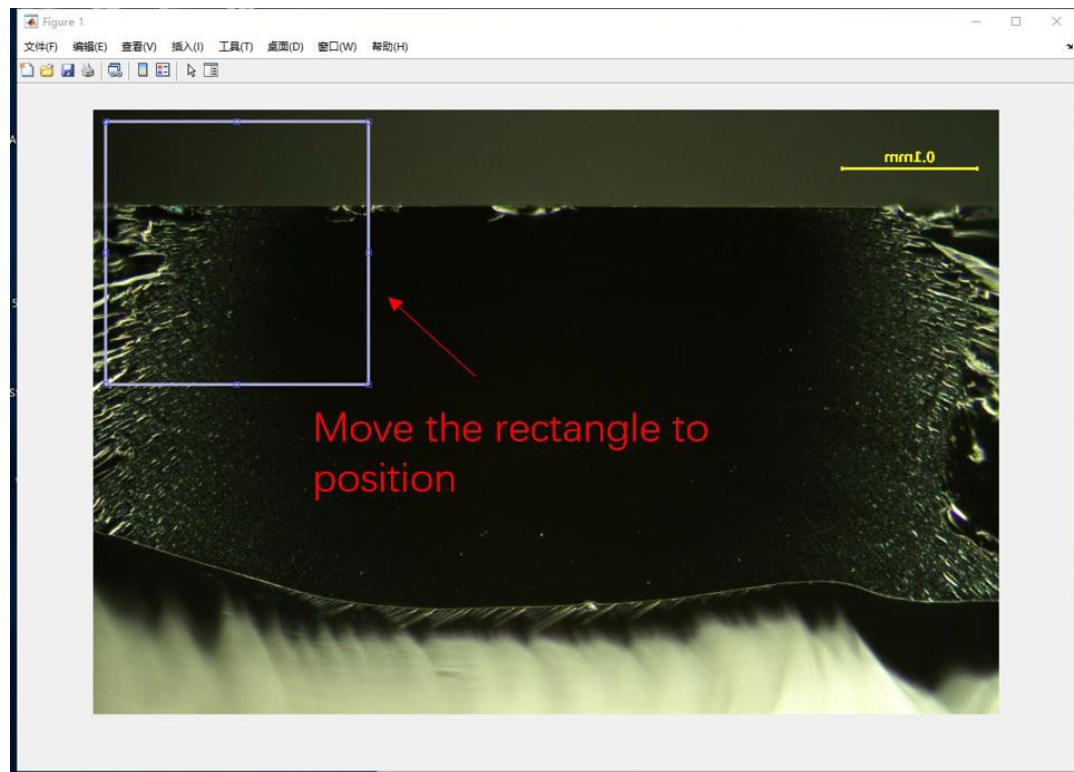 Figure 1
文件(F) 编辑(E) 查看(V) 插入(I) 工具(T) 桌面(D) 窗口(W) 帮助(H)
0.1mm
Move the rectangle to
position